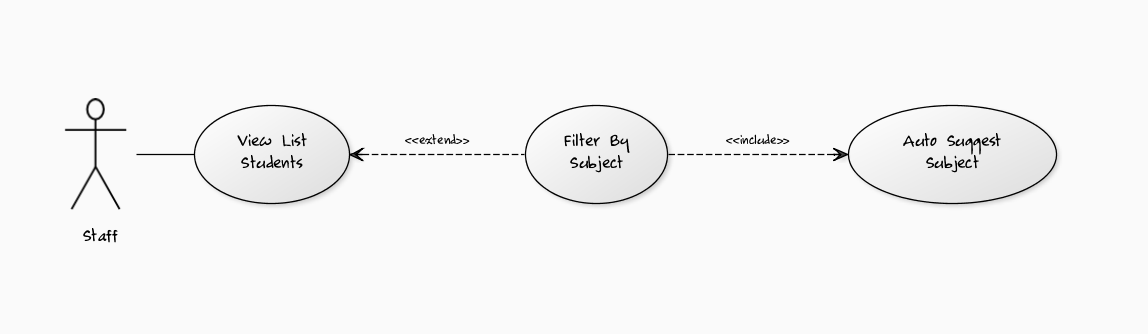 View List
Students
<<extend>>
Filter By
Subject
<<include>>
Auto Suggest
Subject
Staff